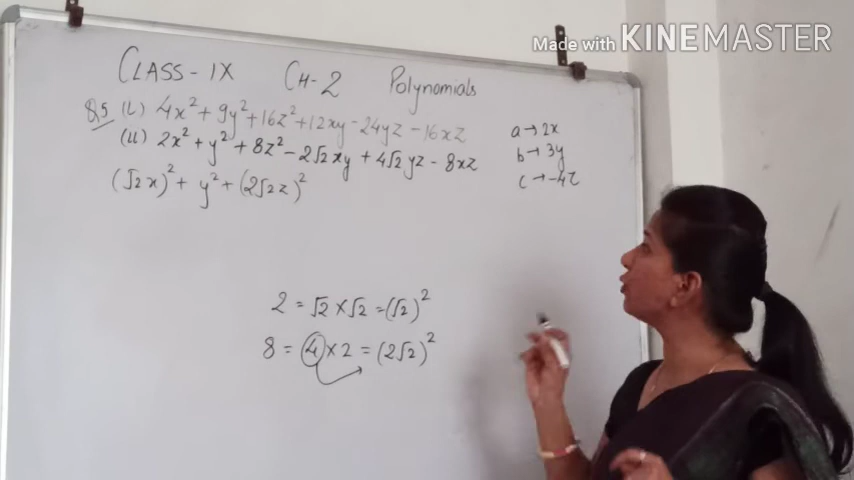 Made with KINEMASTER
CLASS-IX CH-2 Polynomials
Q5 (i) 4x² + 9y² + 16z² + 12xy - 24yz - 16xz
(ii) 2x² + y² + 8z² - 2√2xy + 4√2yz - 8xz
(√2x)² + y² + (2√2z)²
a → 2x
b → 3y
c → -4z
2 = √2 × √2 = (√2)²
8 = 4 × 2 = (2√2)²